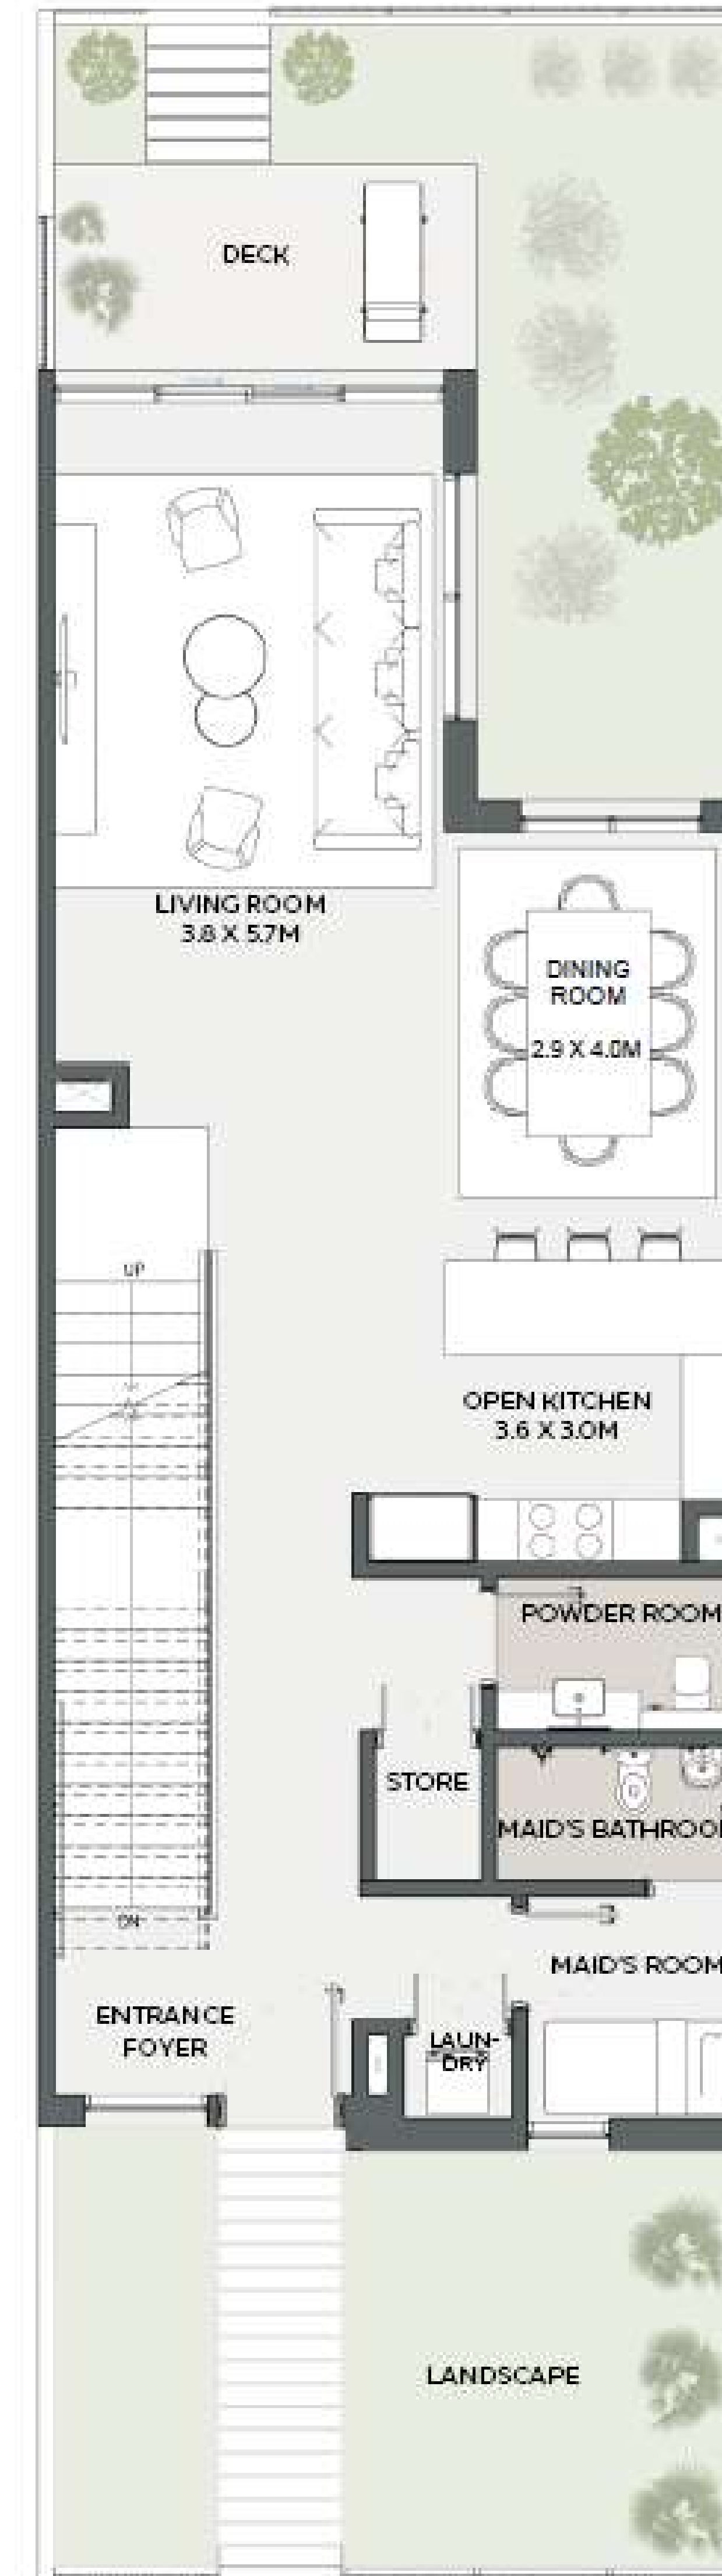 DECK
LIVING ROOM
3.8 X 5.7M
DINING
ROOM
2.9 X 4.0M
UP
OPEN KITCHEN
3.6 X 3.0M
POWDER ROOM
STORE
MAID'S BATHROO
DN
MAID'S ROOM
ENTRANCE
FOYER
LAUN-
DRY
LANDSCAPE